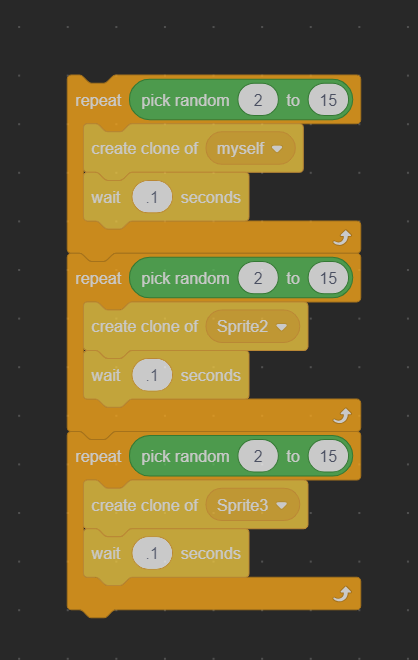 repeat pick random 2 to 15
create clone of myself
wait .1 seconds
repeat pick random 2 to 15
create clone of Sprite2
wait .1 seconds
repeat pick random 2 to 15
create clone of Sprite3
wait .1 seconds